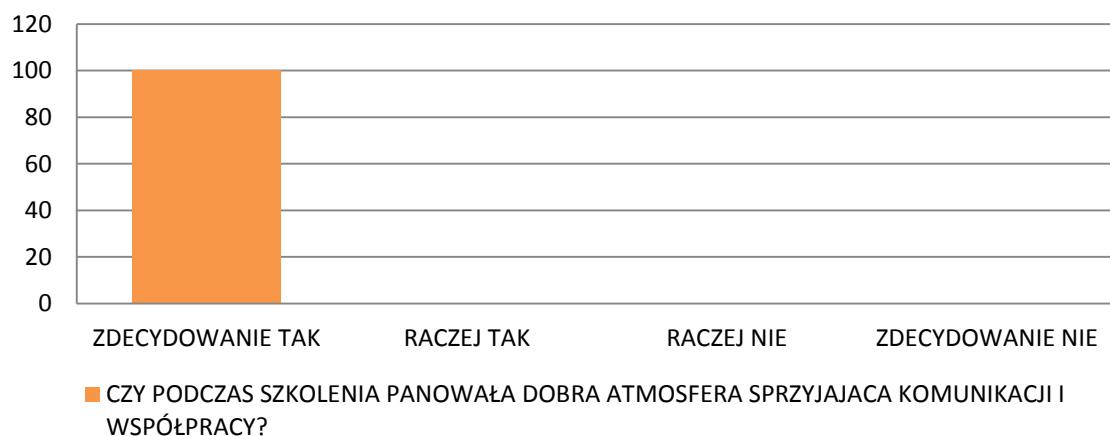 120
100
80
60
40
20
0
ZDECYDOWANIE TAK RACZEJ TAK RACZEJ NIE ZDECYDOWANIE NIE
CZY PODCZAS SZKOLENIA PANOWAŁA DOBRA ATMOSFERA SPRZYJAJACA KOMUNIKACJI I
WSPÓŁPRACY?